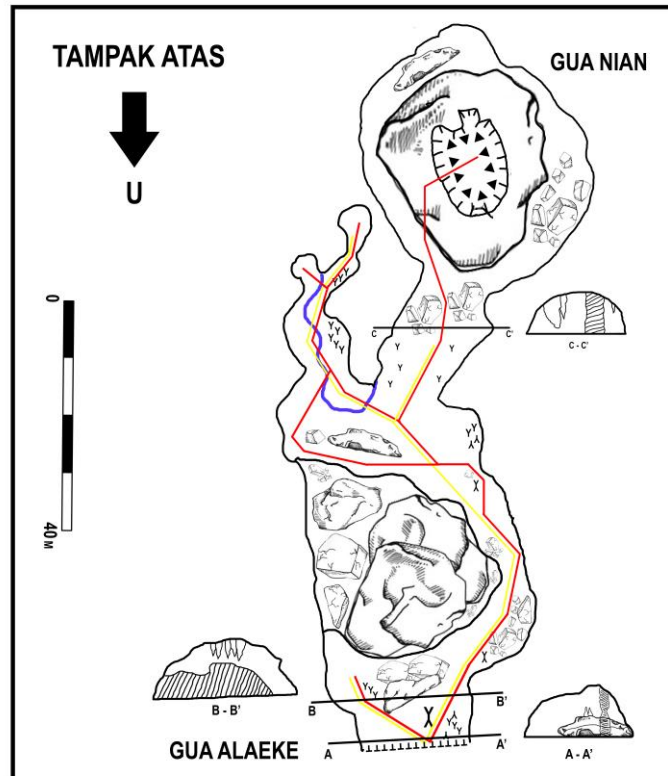 TAMPAK ATAS
GUA NIAN
U
0
40 M
C
C'
C - C'
B - B'
B
B'
GUA ALAEKE
A
A'
A - A'